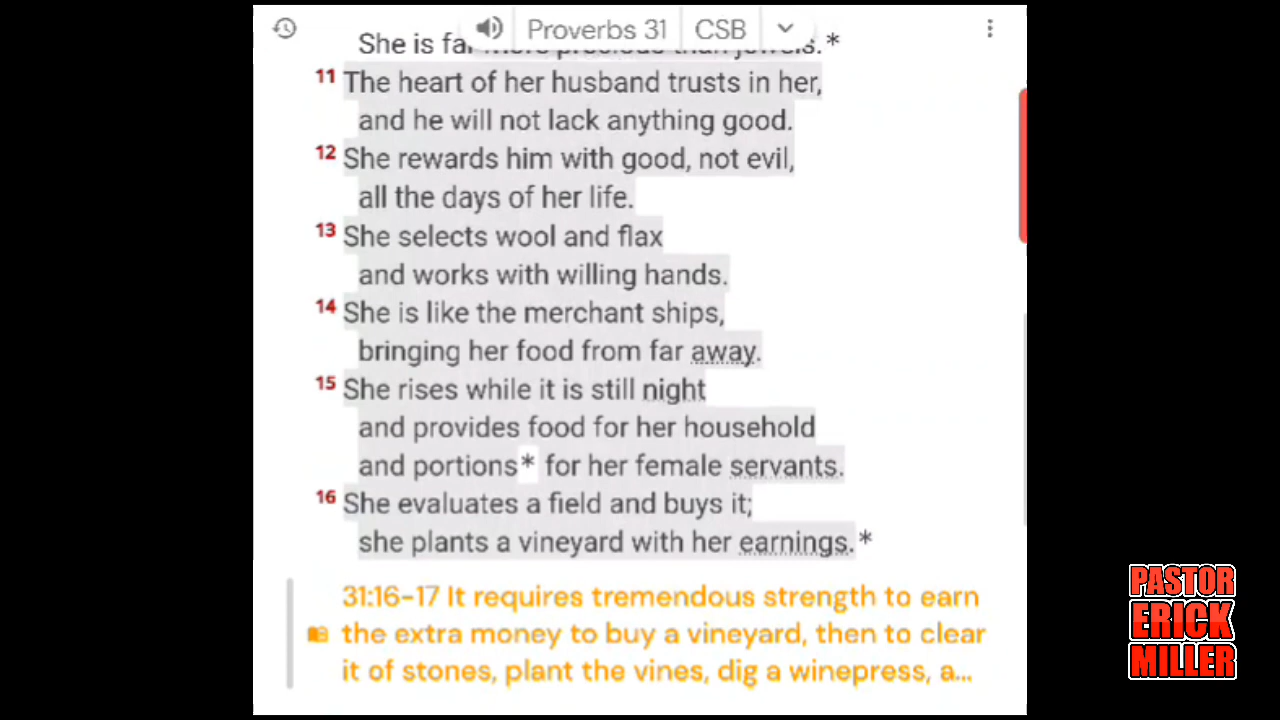 Proverbs 31 CSB
She is far more precious than jewels.*
11 The heart of her husband trusts in her,
and he will not lack anything good.
12 She rewards him with good, not evil,
all the days of her life.
13 She selects wool and flax
and works with willing hands.
14 She is like the merchant ships,
bringing her food from far away.
15 She rises while it is still night
and provides food for her household
and portions* for her female servants.
16 She evaluates a field and buys it;
she plants a vineyard with her earnings.*
31:16–17 It requires tremendous strength to earn
the extra money to buy a vineyard, then to clear
it of stones, plant the vines, dig a winepress, a...
PASTOR
ERICK
MILLER